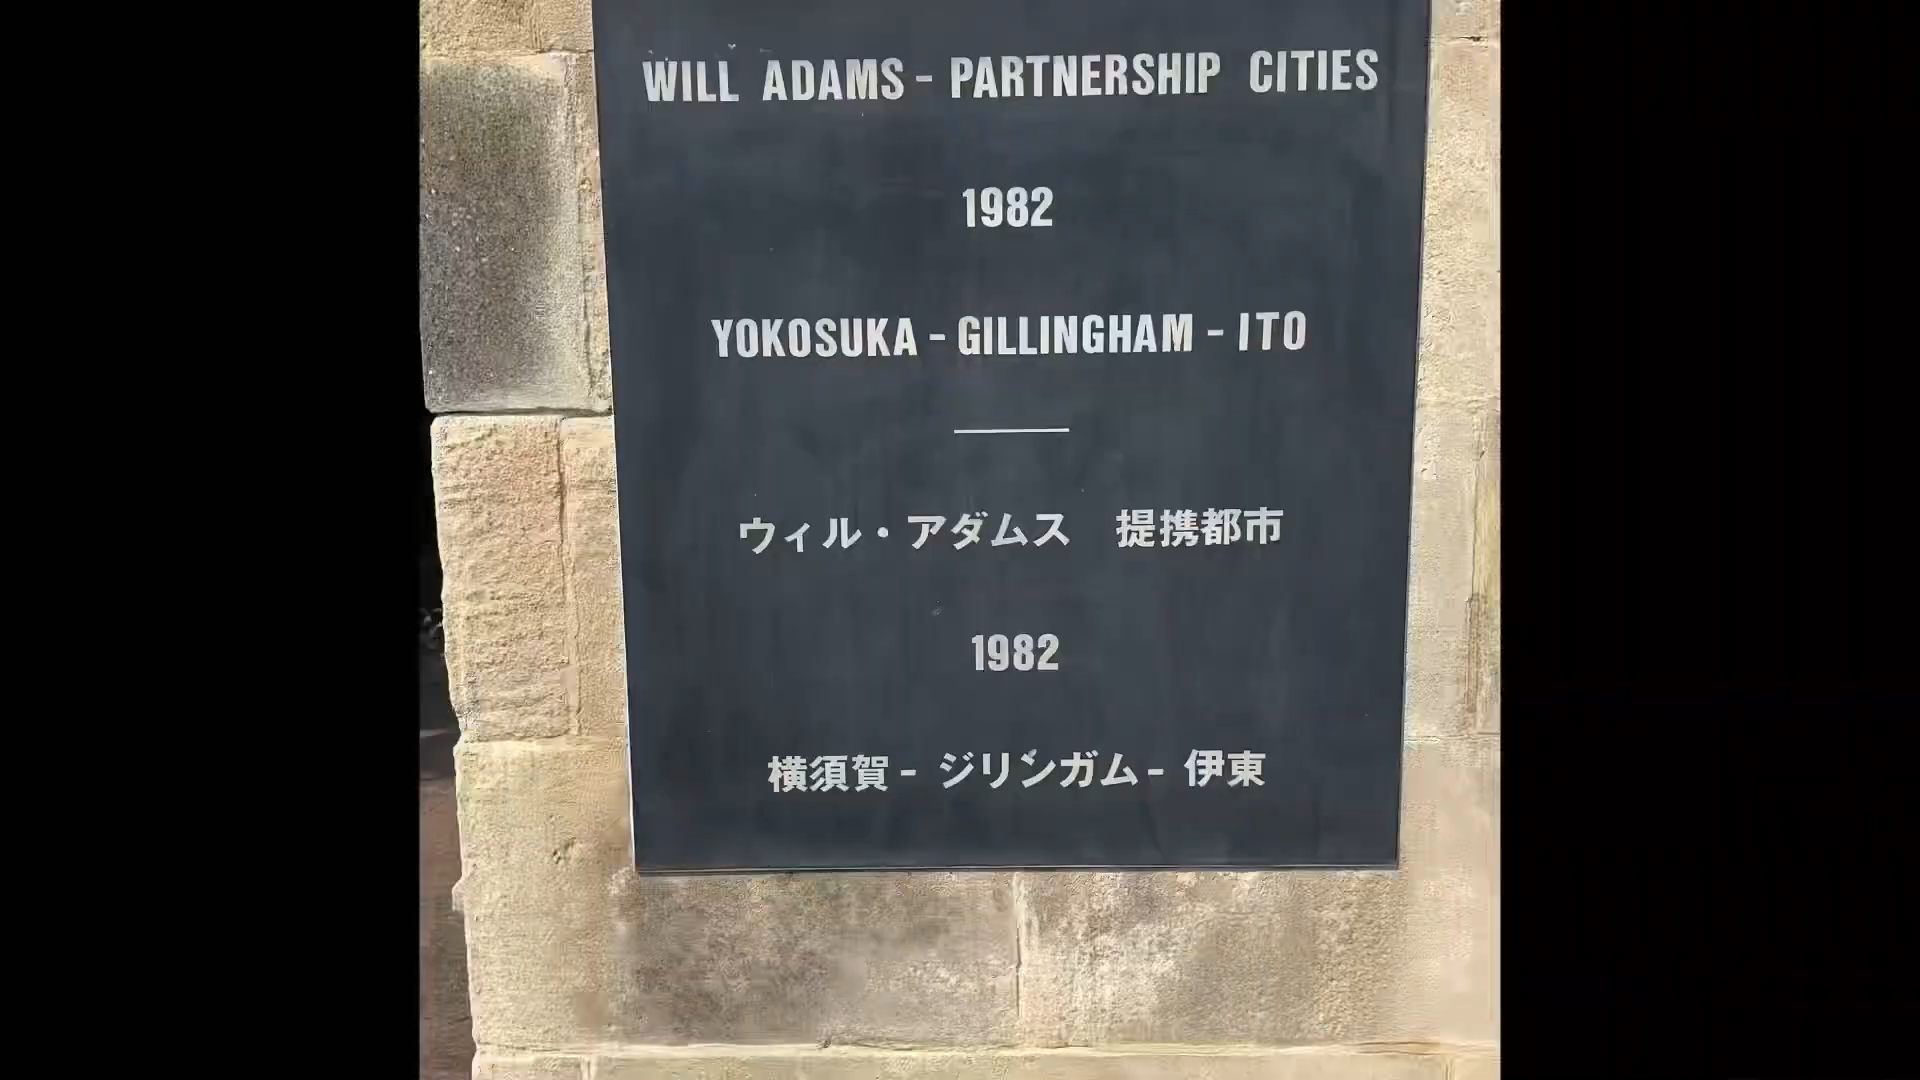 WILL ADAMS - PARTNERSHIP CITIES
1982
YOKOSUKA - GILLINGHAM - ITO
ウィル・アダムス 提携都市
1982
横須賀 - ジリンガム - 伊東